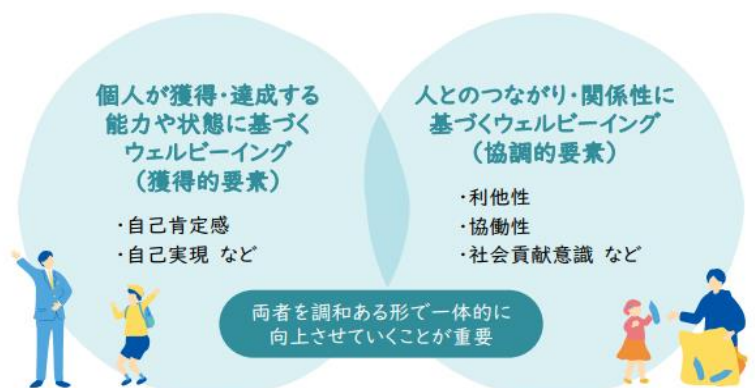 個人が獲得・達成する
能力や状態に基づく
ウェルビーイング
（獲得的要素）
・自己肯定感
・自己実現 など
人とのつながり・関係性に
基づくウェルビーイング
（協調的要素）
・利他性
・協働性
・社会貢献意識 など
両者を調和ある形で一体的に
向上させていくことが重要